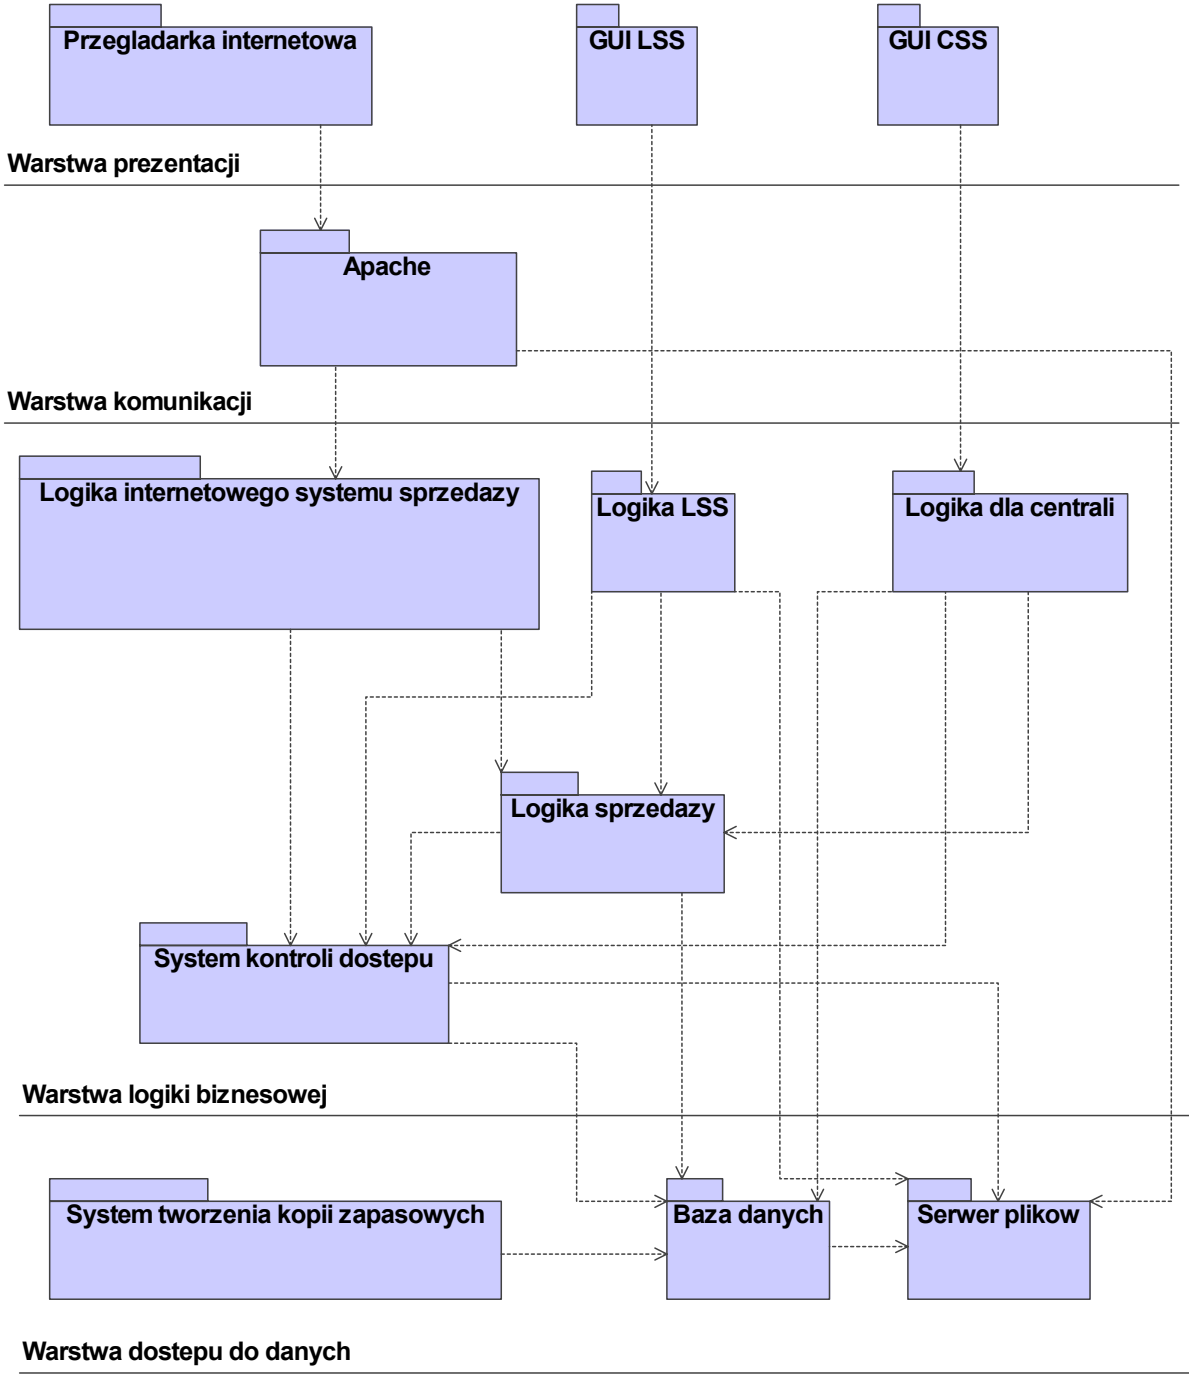 Przegladarka internetowa
GUI LSS
GUI CSS
Warstwa prezentacji
Apache
Warstwa komunikacji
Logika internetowego systemu sprzedazy
Logika LSS
Logika dla centrali
Logika sprzedazy
System kontroli dostepu
Warstwa logiki biznesowej
System tworzenia kopii zapasowych
Baza danych
Serwer plikow
Warstwa dostepu do danych